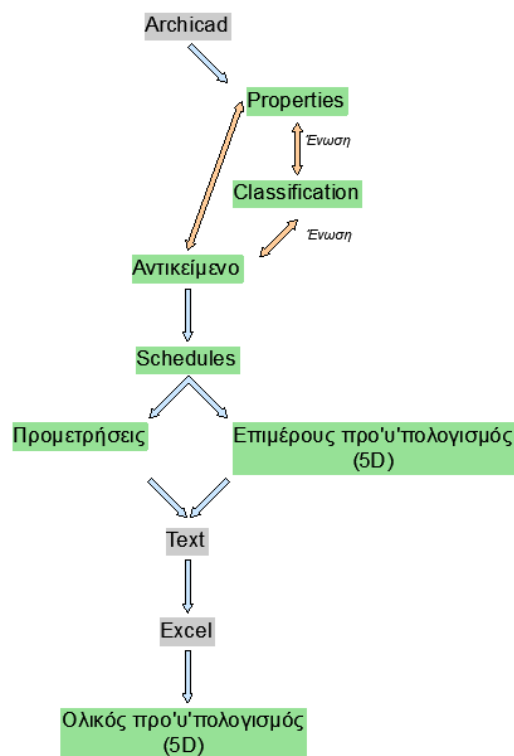 Archicad
Properties
Ένωση
Classification
Ένωση
Αντικείμενο
Schedules
Προμετρήσεις
Επιμέρους προ'υ'πολογισμός
(5D)
Text
Excel
Ολικός προ'υ'πολογισμός
(5D)